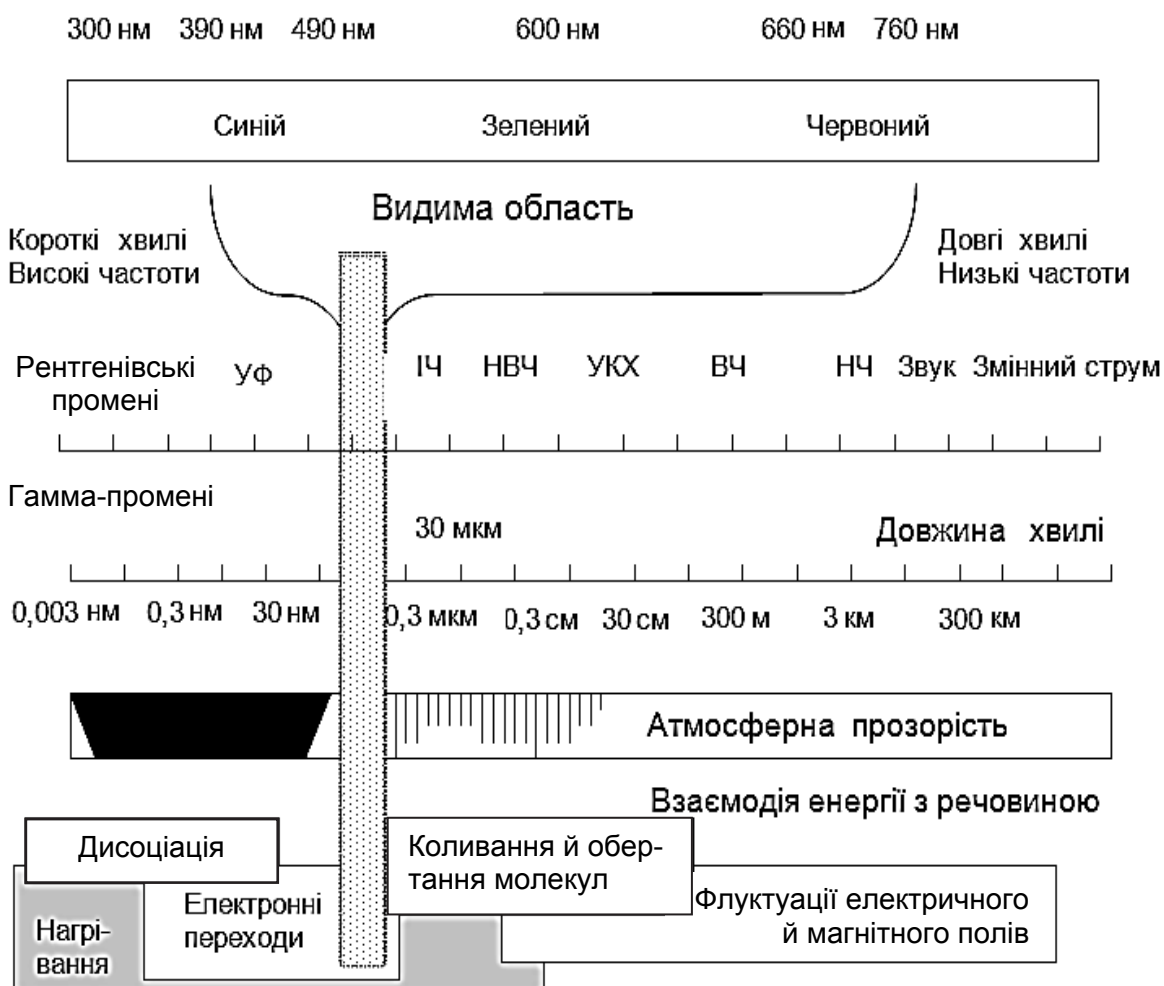 300 нм 390 нм 490 нм 600 нм 660 нм 760 нм
Синій Зелений Червоний
Видима область
Короткі хвилі
Високі частоти
Довгі хвилі
Низькі частоти
Рентгенівські
промені
УФ ІЧ НВЧ УКХ ВЧ НЧ Звук Змінний струм
Гамма-промені
30 мкм
Довжина хвилі
0,003 нм 0,3 нм 30 нм 0,3 мкм 0,3 см 30 см 300 м 3 км 300 км
Атмосферна прозорість
Взаємодія енергії з речовиною
Дисоціація
Коливання й обер-
тання молекул
Електронні
переходи
Флуктуації електричного
й магнітного полів
Нагрі-
вання